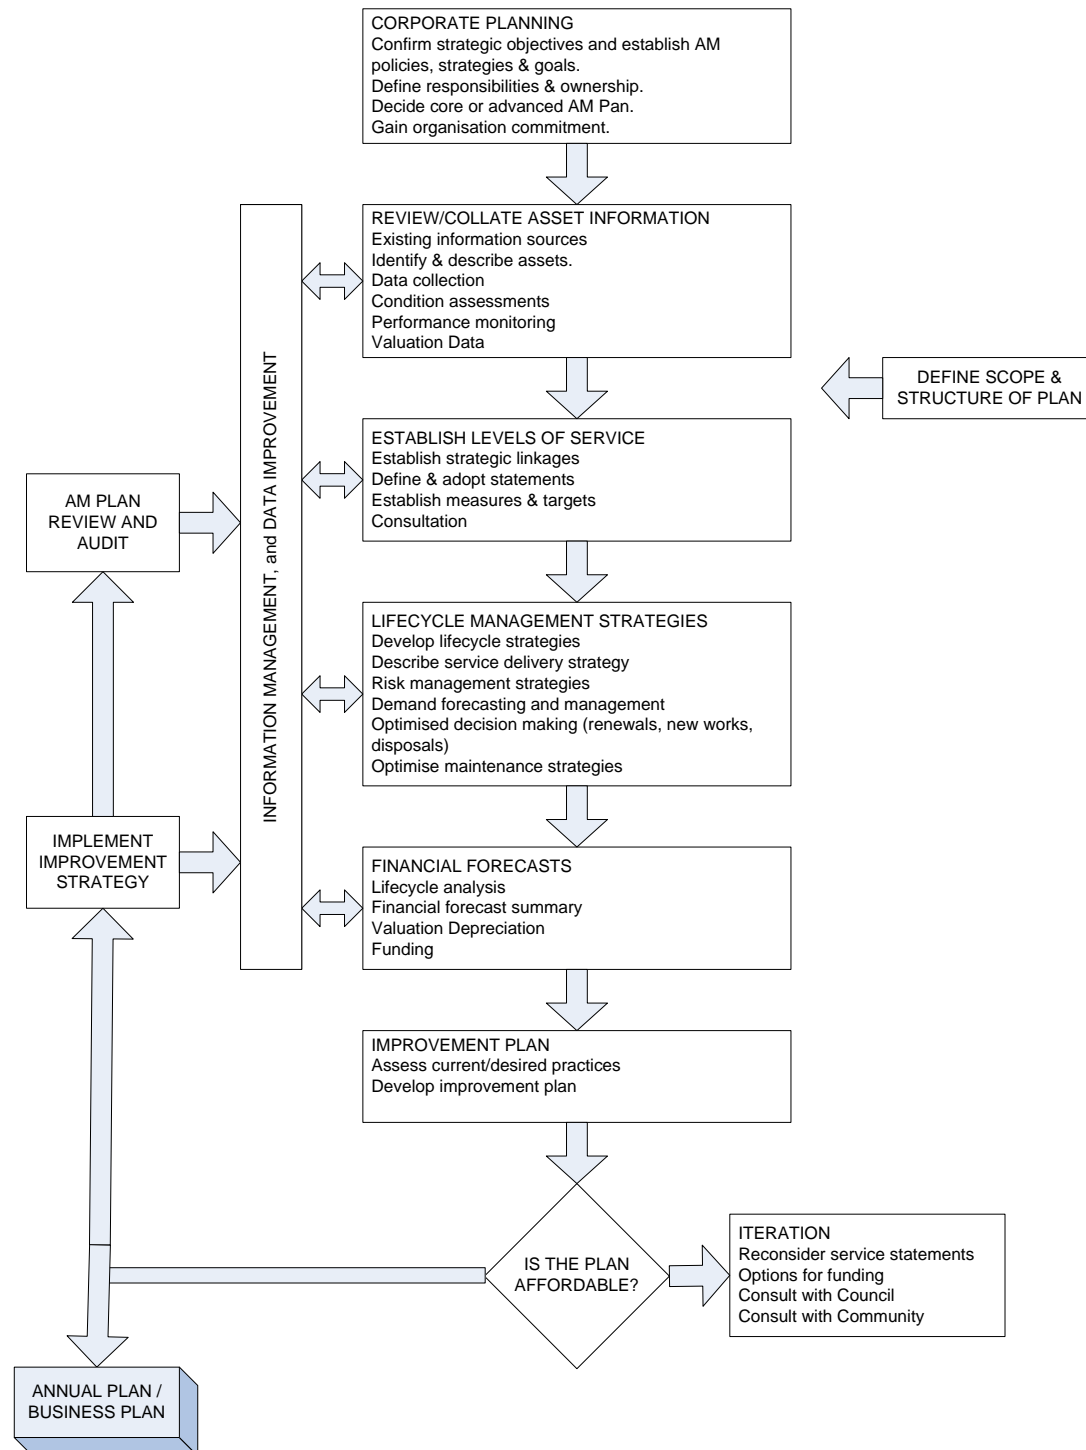 CORPORATE PLANNING
Confirm strategic objectives and establish AM
policies, strategies & goals.
Define responsibilities & ownership.
Decide core or advanced AM Pan.
Gain organisation commitment.
REVIEW/COLLATE ASSET INFORMATION
Existing information sources
Identify & describe assets.
Data collection
Condition assessments
Performance monitoring
Valuation Data
DEFINE SCOPE &
STRUCTURE OF PLAN
INFORMATION MANAGEMENT, and DATA IMPROVEMENT
ESTABLISH LEVELS OF SERVICE
Establish strategic linkages
Define & adopt statements
Establish measures & targets
Consultation
AM PLAN
REVIEW AND
AUDIT
LIFECYCLE MANAGEMENT STRATEGIES
Develop lifecycle strategies
Describe service delivery strategy
Risk management strategies
Demand forecasting and management
Optimised decision making (renewals, new works,
disposals)
Optimise maintenance strategies
IMPLEMENT
IMPROVEMENT
STRATEGY
FINANCIAL FORECASTS
Lifecycle analysis
Financial forecast summary
Valuation Depreciation
Funding
IMPROVEMENT PLAN
Assess current/desired practices
Develop improvement plan
IS THE PLAN
AFFORDABLE?
ITERATION
Reconsider service statements
Options for funding
Consult with Council
Consult with Community
ANNUAL PLAN /
BUSINESS PLAN